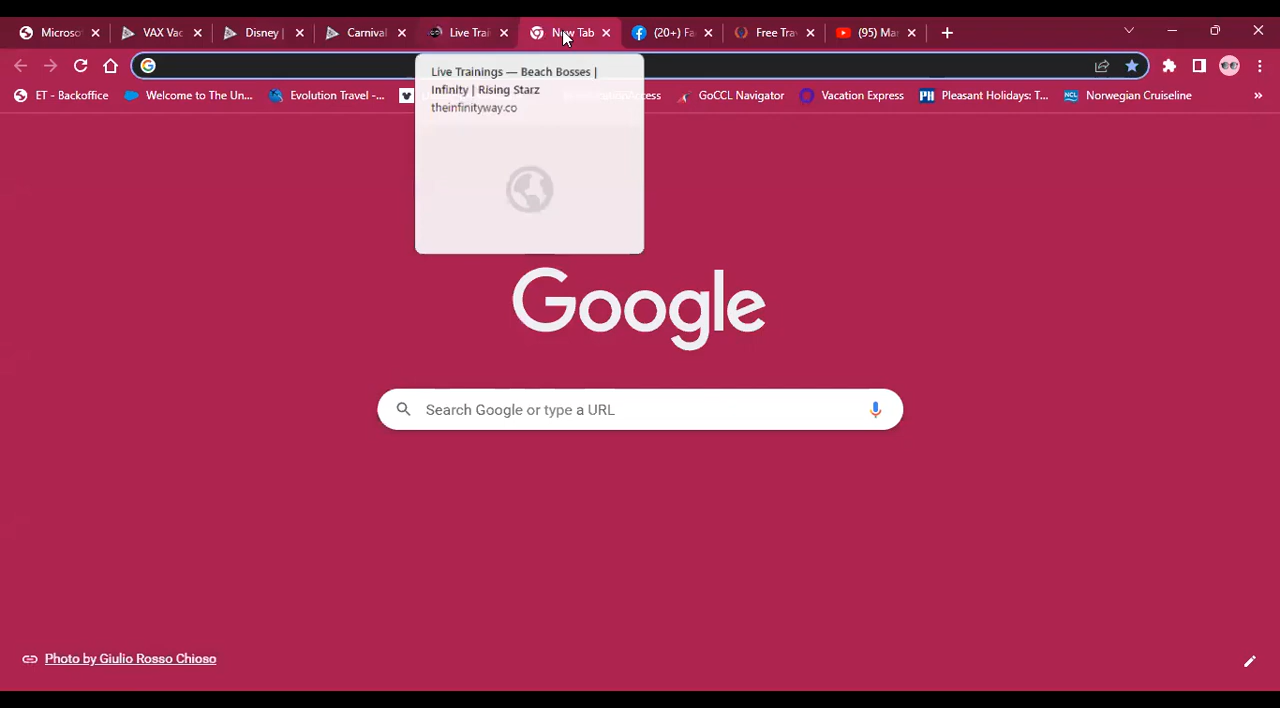 Microso
VAX Vac
Disney |
Carnival
Live Trai
New Tab
(20+) Fa
Free Tra
(95) Mar
Live Trainings — Beach Bosses |
Infinity | Rising Starz
theinfinityway.co
ET - Backoffice
Welcome to The Un...
Evolution Travel -...
GoCCL Navigator
Vacation Express
Pleasant Holidays: T...
Norwegian Cruiseline
Google
Search Google or type a URL
Photo by Giulio Rosso Chioso